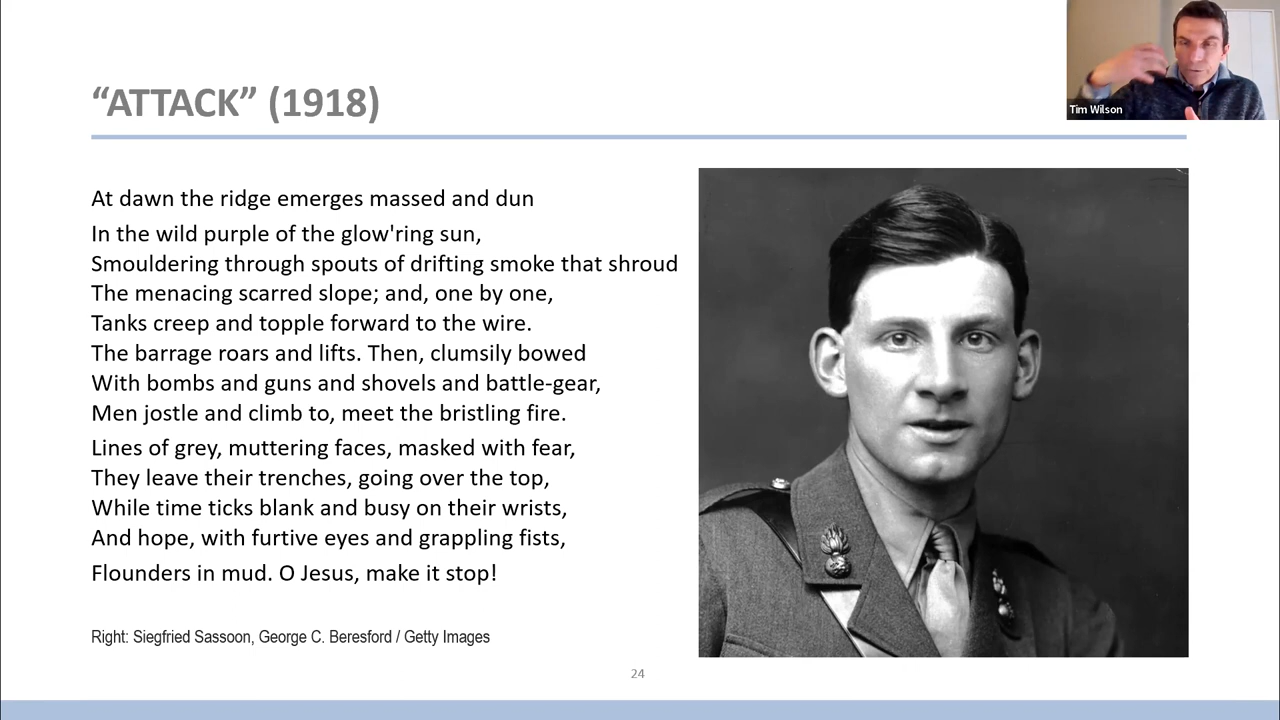 “ATTACK” (1918)
Tim Wilson
At dawn the ridge emerges massed and dun
In the wild purple of the glow'ring sun,
Smouldering through spouts of drifting smoke that shroud
The menacing scarred slope; and, one by one,
Tanks creep and topple forward to the wire.
The barrage roars and lifts. Then, clumsily bowed
With bombs and guns and shovels and battle-gear,
Men jostle and climb to, meet the bristling fire.
Lines of grey, muttering faces, masked with fear,
They leave their trenches, going over the top,
While time ticks blank and busy on their wrists,
And hope, with furtive eyes and grappling fists,
Flounders in mud. O Jesus, make it stop!
Right: Siegfried Sassoon, George C. Beresford / Getty Images
24